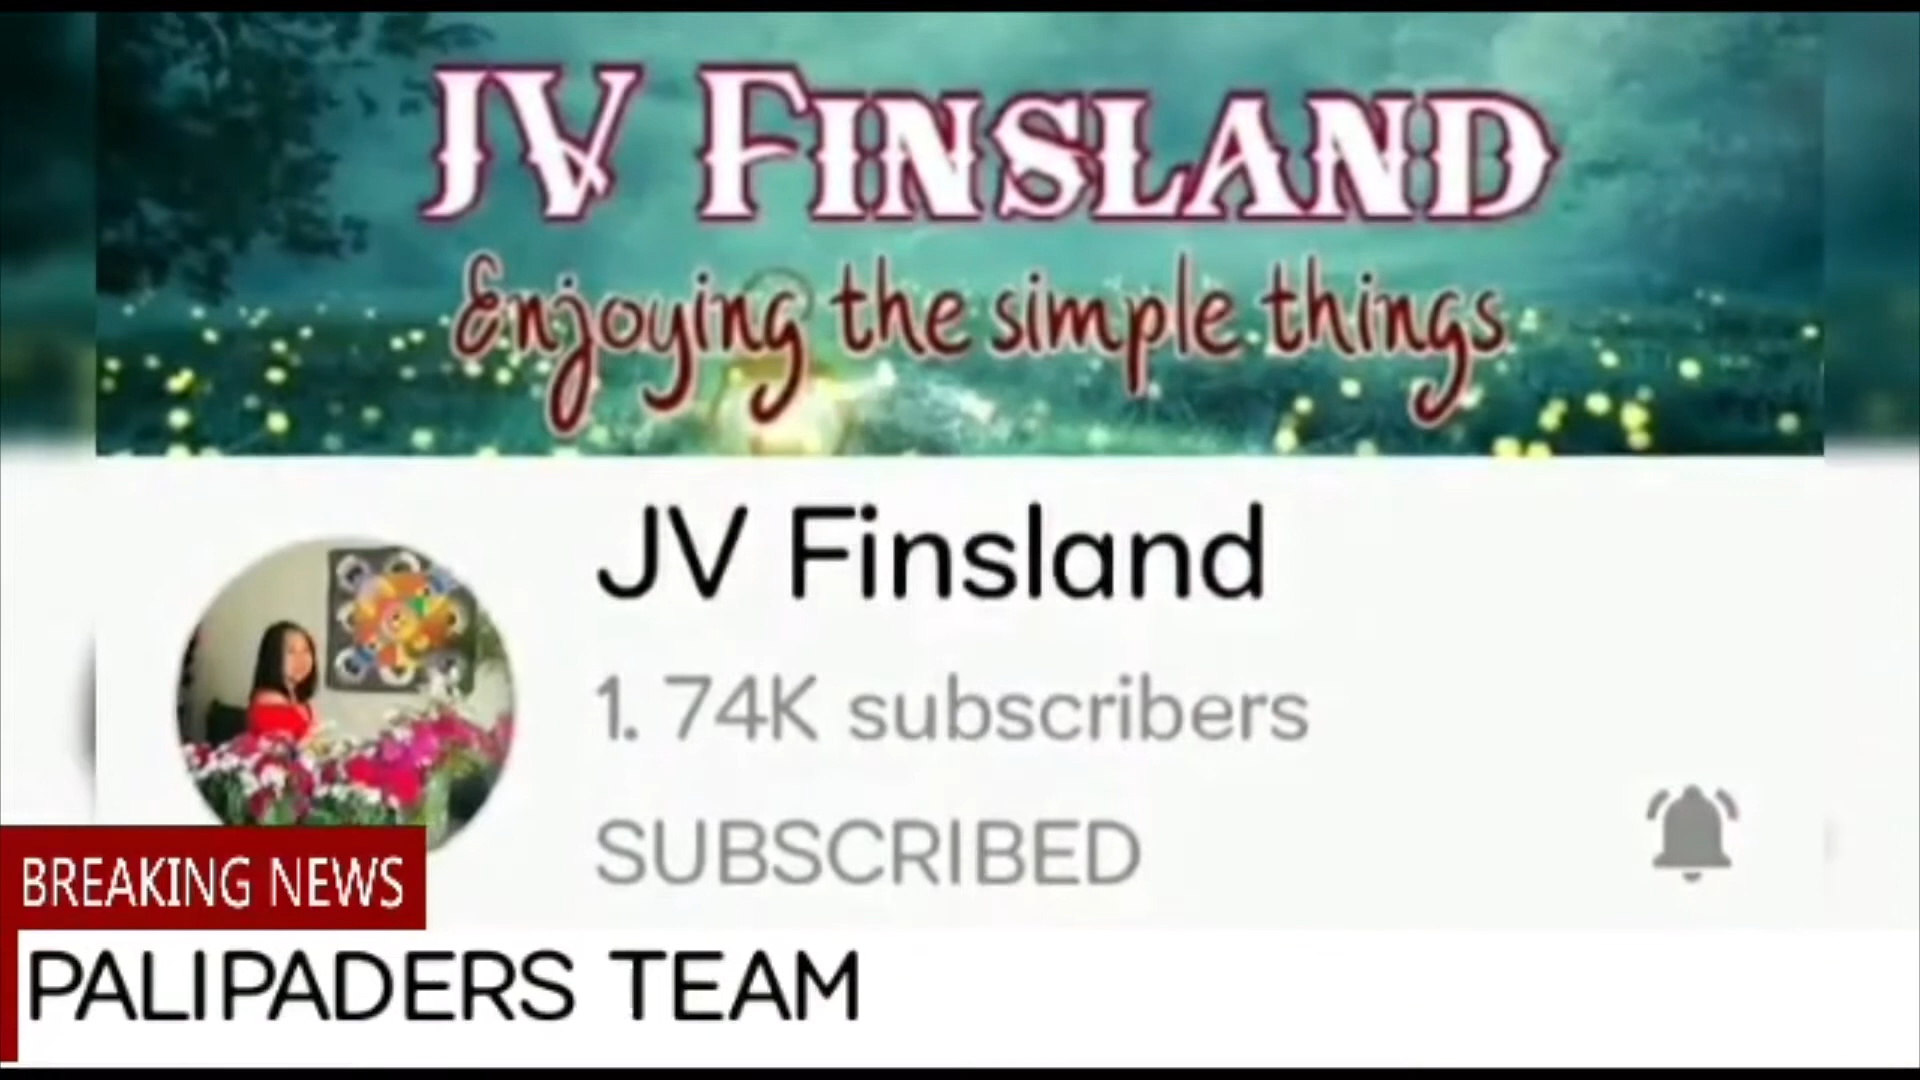 JV FINSLAND
Enjoying the simple things
JV Finsland
1. 74K subscribers
SUBSCRIBED
BREAKING NEWS
PALIPADERS TEAM